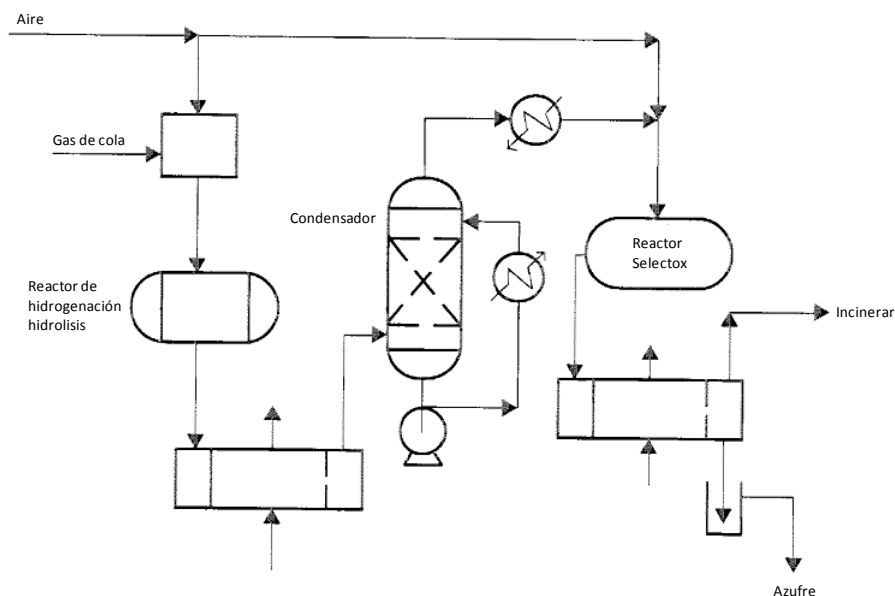 Aire
Gas de cola
Condensador
Reactor
Selectox
Reactor de
hidrogenación
hidrolisis
Incinerar
Azufre